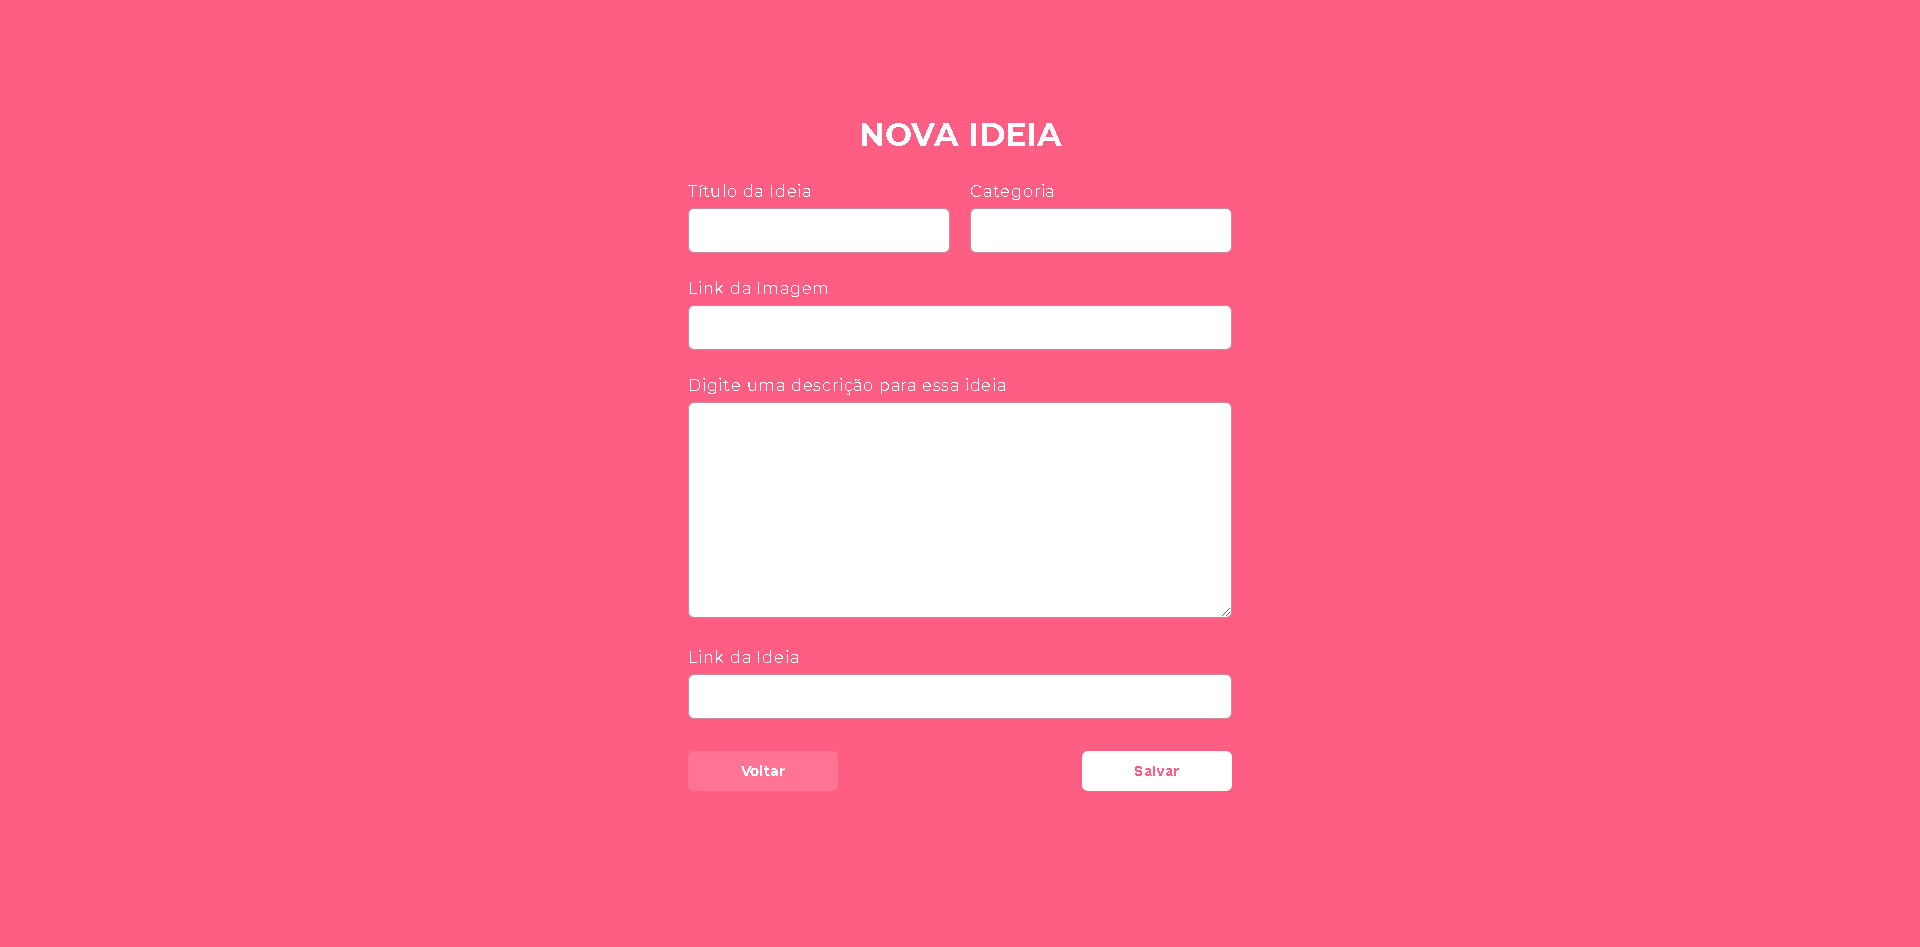 NOVA IDEIA
Título da Ideia
Categoria
Link da Imagem
Digite uma descrição para essa ideia
Link da Ideia
Voltar
Salvar